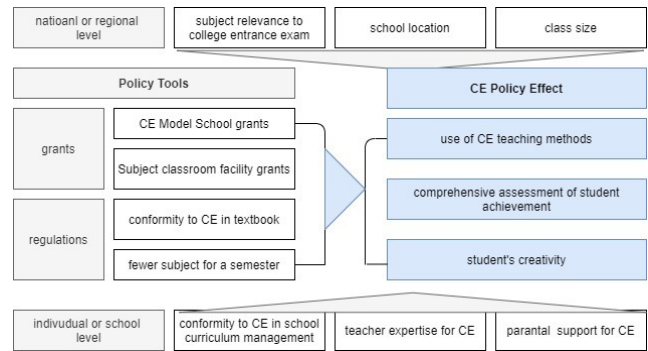 natioanl or regional
level
subject relevance to
college entrance exam
school location
class size
Policy Tools
CE Policy Effect
grants
CE Model School grants
Subject classroom facility grants
regulations
conformity to CE in textbook
fewer subject for a semester
use of CE teaching methods
comprehensive assessment of student
achievement
student's creativity
indivudual or school
level
conformity to CE in school
curriculum management
teacher expertise for CE
parantal support for CE